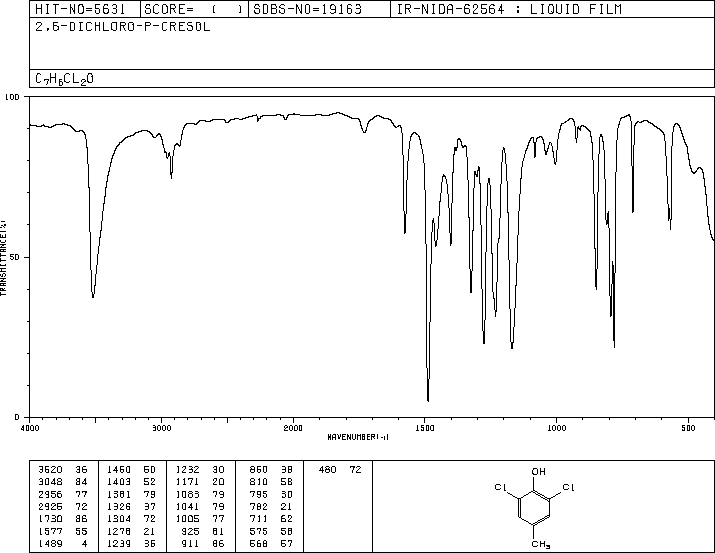 HIT-NO=5631 SCORE= ( ) SDBS-NO=19163 IR-NIDA-62564 : LIQUID FILM
2,6-DICHLORO-P-CRESOL
C7H6CL2O
100
50
0
TRANSMITTANCE(%)
4000 3000 2000 1500 1000 500
WAVENUMBER(-1)
3520 36 1460 50 1232 30 850 38 480 72
3048 84 1403 52 1171 20 810 58
2956 77 1381 79 1083 79 795 30
2925 72 1326 37 1041 79 782 21
1730 86 1304 72 1005 77 711 62
1577 55 1278 21 925 81 575 58
1489 4 1239 36 911 86 568 57
OH
Cl Cl
CH3